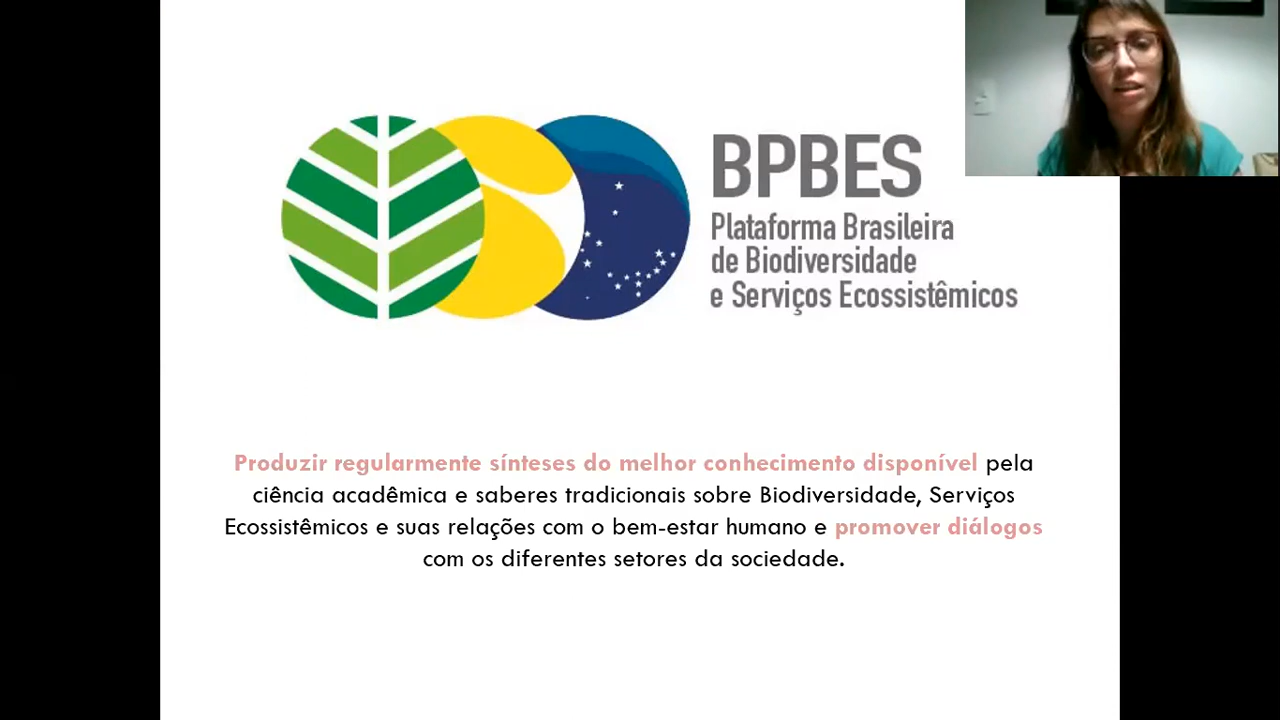 BPBES
Plataforma Brasileira
de Biodiversidade
e Serviços Ecossistêmicos
Produzir regularmente sínteses do melhor conhecimento disponível pela
ciência acadêmica e saberes tradicionais sobre Biodiversidade, Serviços
Ecossistêmicos e suas relações com o bem-estar humano e promover diálogos
com os diferentes setores da sociedade.